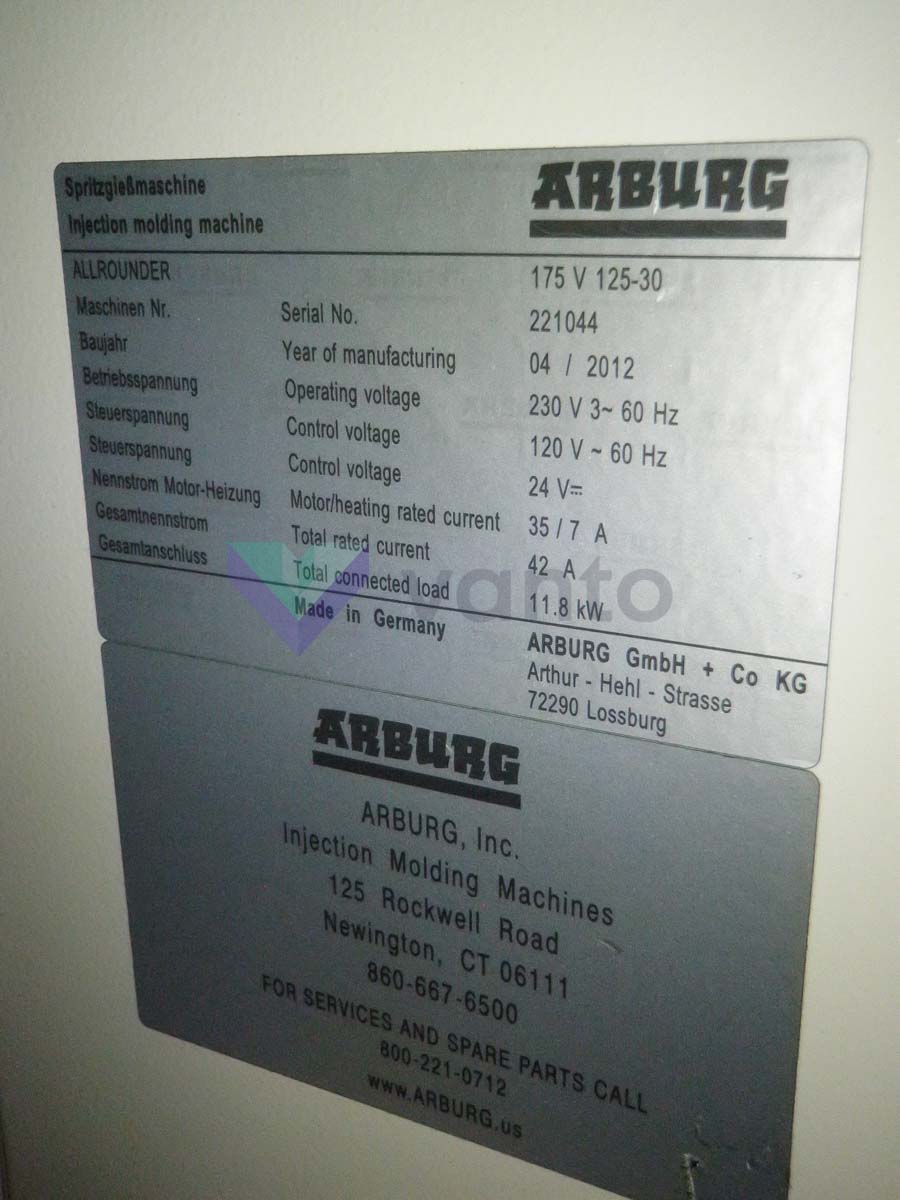 Spritzgießmaschine
Injection molding machine
ARBURG
ALLROUNDER 175 V 125-30
Maschinen Nr. Serial No. 221044
Baujahr Year of manufacturing 04 / 2012
Betriebsspannung Operating voltage 230 V 3~ 60 Hz
Steuerspannung Control voltage 120 V ~ 60 Hz
Steuerspannung Control voltage 24 V⎓
Nennstrom Motor-Heizung Motor/heating rated current 35 / 7 A
Gesamtnennstrom Total rated current 42 A
Gesamtanschluss Total connected load 11.8 kW
vanto
Made in Germany ARBURG GmbH + Co KG
Arthur - Hehl - Strasse
72290 Lossburg
ARBURG
ARBURG, Inc.
Injection Molding Machines
125 Rockwell Road
Newington, CT 06111
860-667-6500
FOR SERVICES AND SPARE PARTS CALL
800-221-0712
www.ARBURG.us